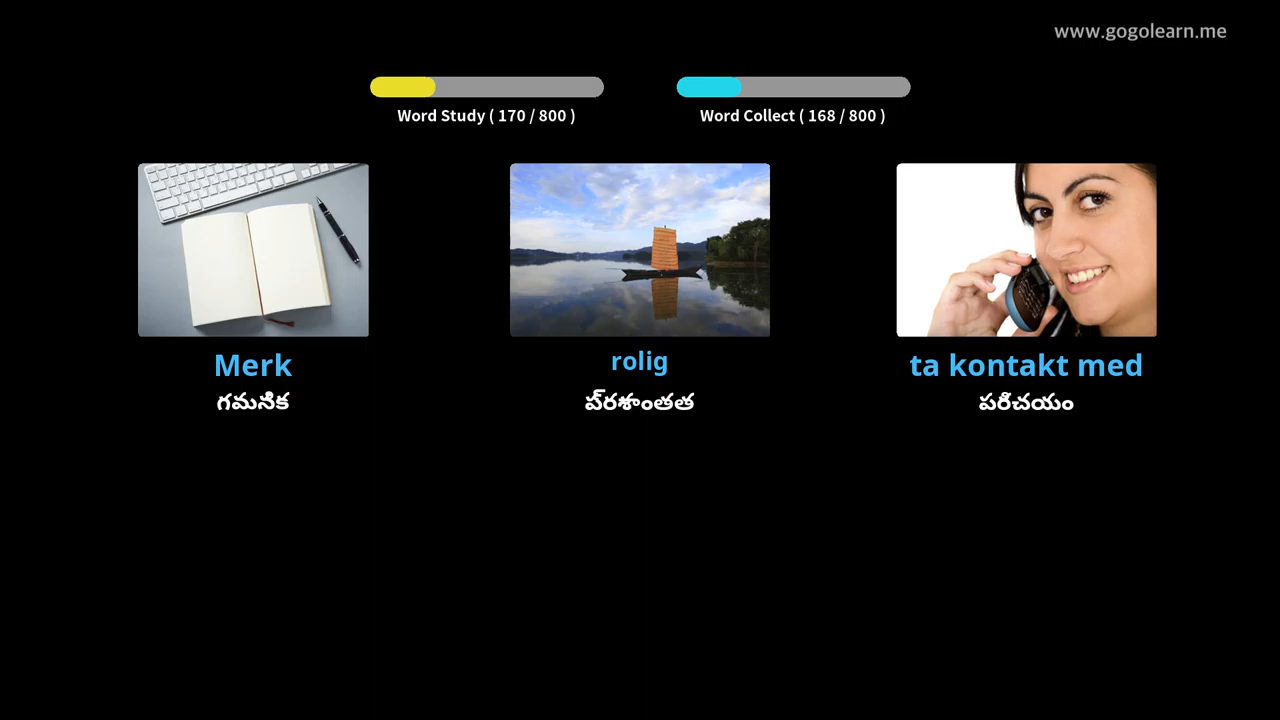 www.gogolearn.me
Word Study ( 170 / 800 )
Word Collect ( 168 / 800 )
Merk
rolig
ta kontakt med
గమనిక
ప్రశాంతత
పరిచయం